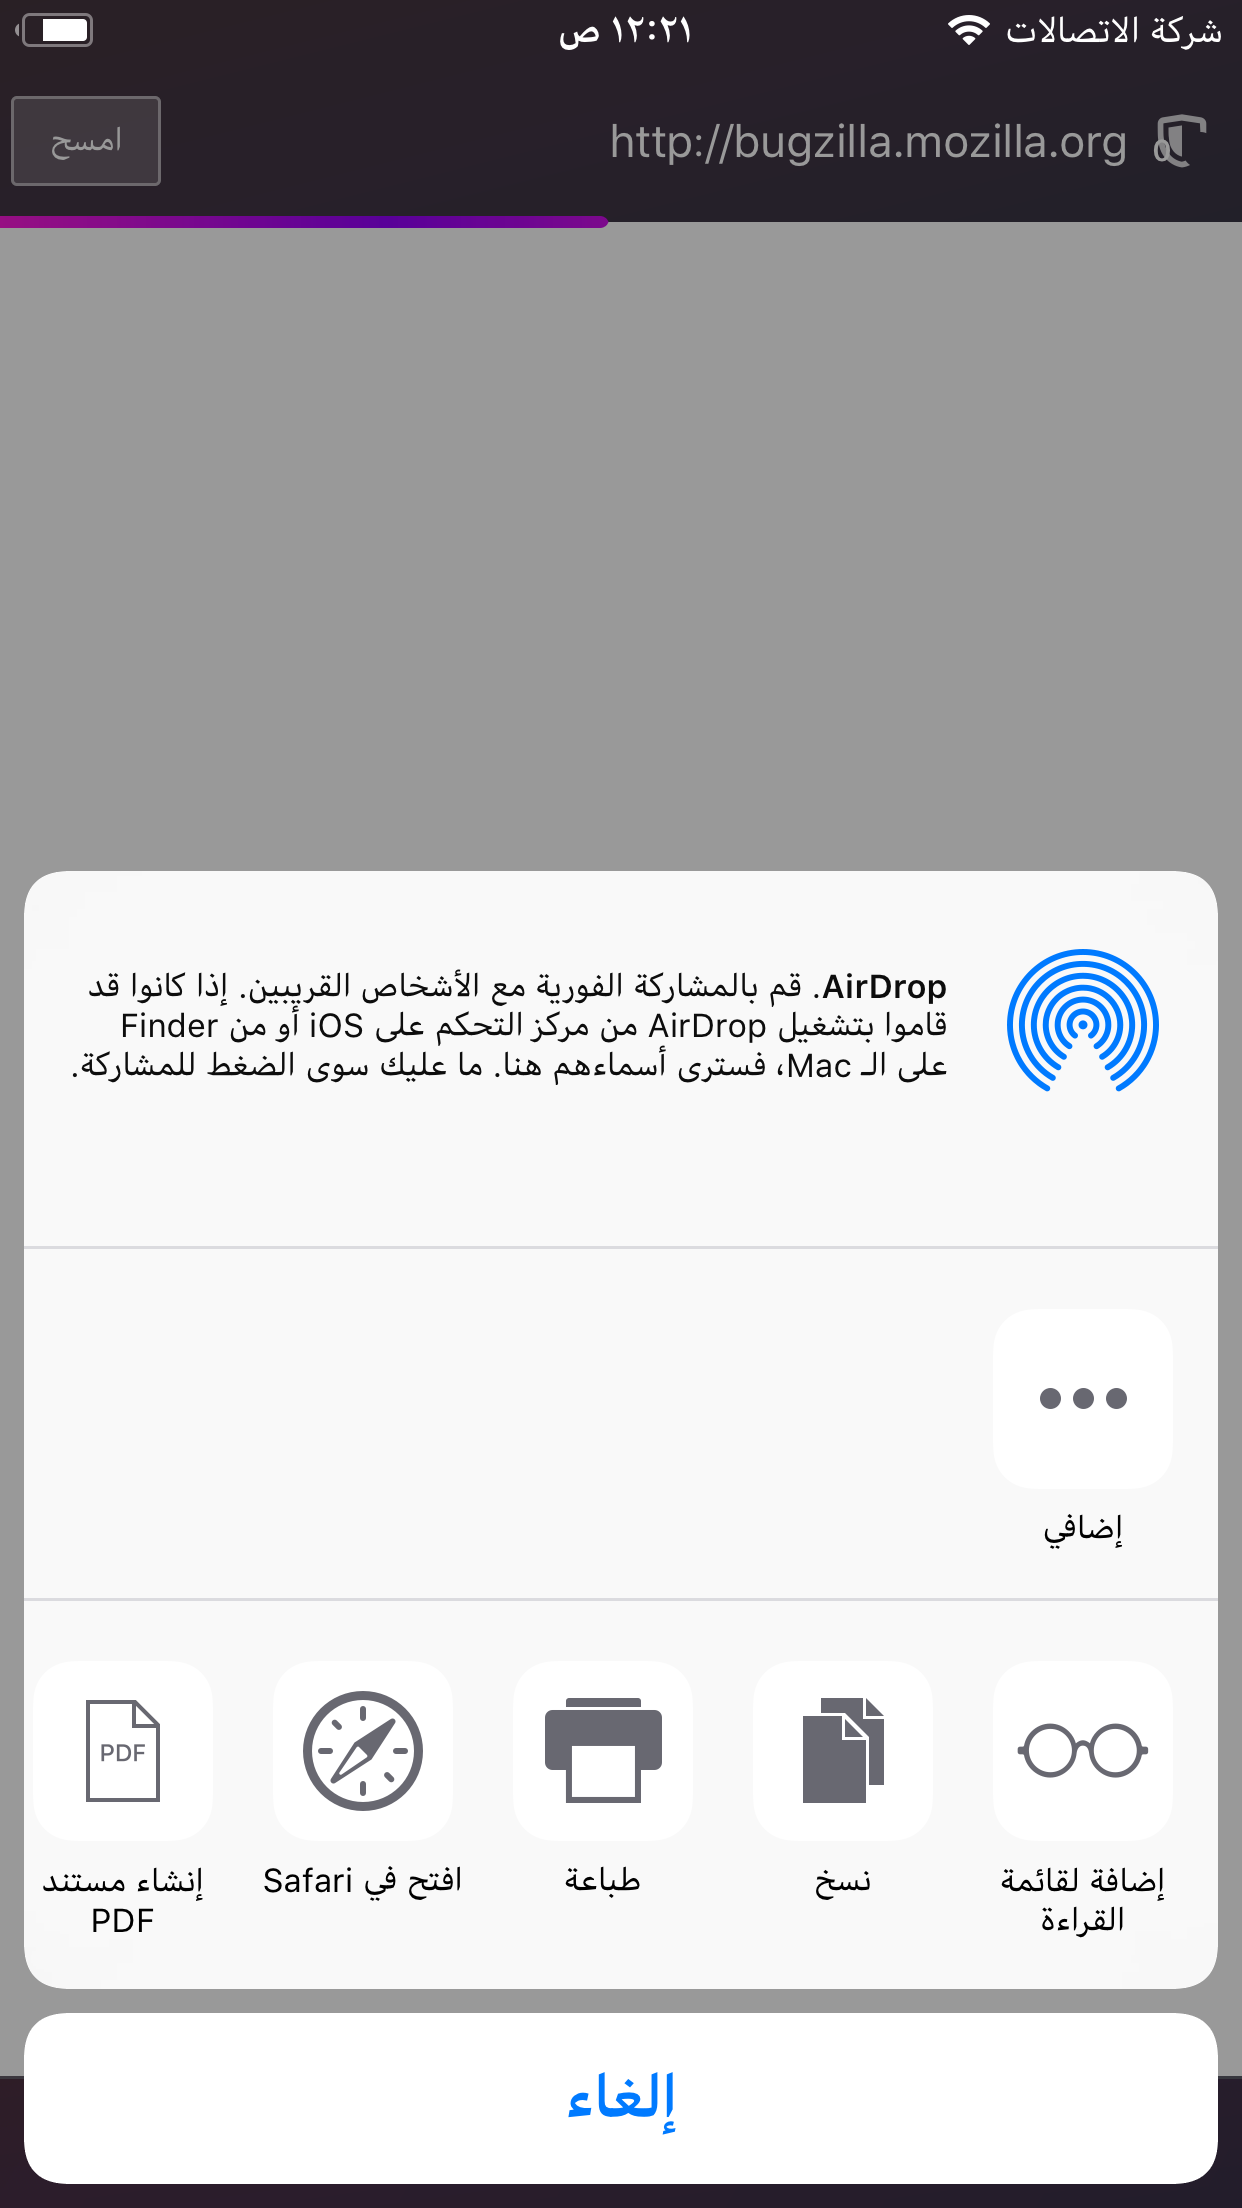 شركة الاتصالات
١٢:٢١ ص
0
http://bugzilla.mozilla.org
امسح
AirDrop. قم بالمشاركة الفورية مع الأشخاص القريبين. إذا كانوا قد
قاموا بتشغيل AirDrop من مركز التحكم على iOS أو من Finder
على الـ Mac، فسترى أسماءهم هنا. ما عليك سوى الضغط للمشاركة.
إضافي
إضافة لقائمة
القراءة
نسخ
طباعة
افتح في Safari
PDF
إنشاء مستند
PDF
إلغاء